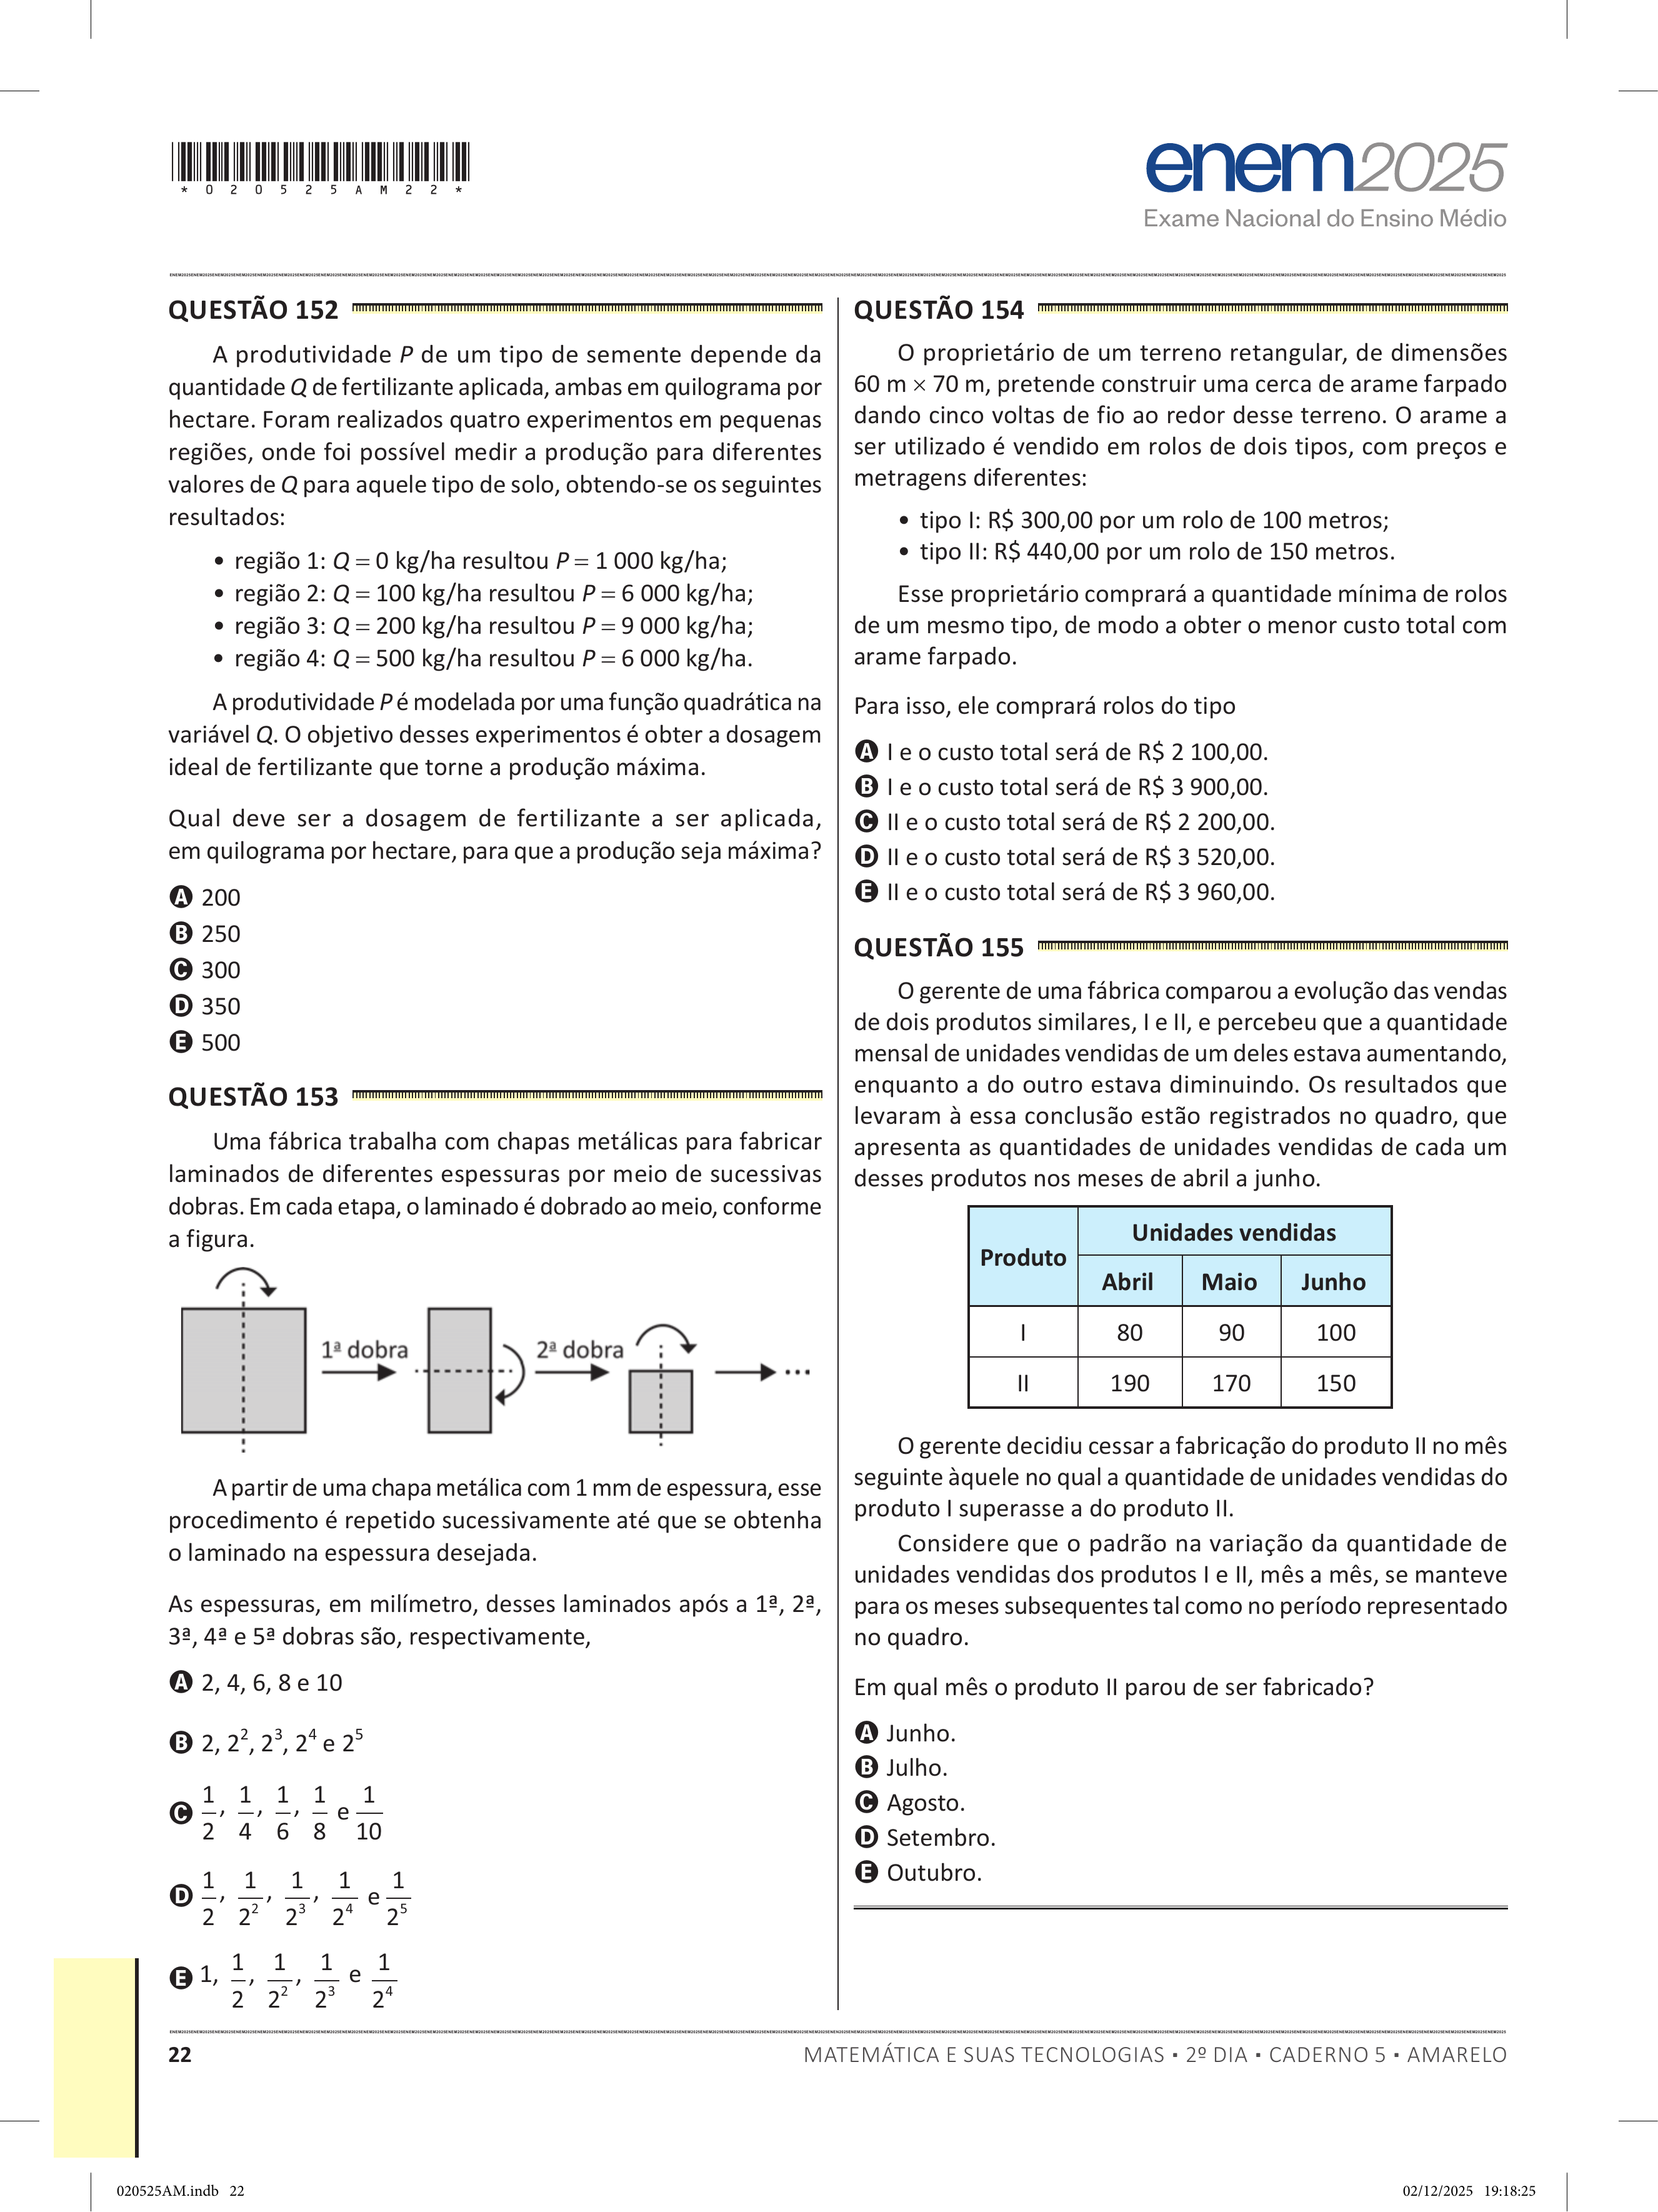 *020525AM22*
enem2025
Exame Nacional do Ensino Médio
QUESTÃO 152
A produtividade P de um tipo de semente depende da
quantidade Q de fertilizante aplicada, ambas em quilograma por
hectare. Foram realizados quatro experimentos em pequenas
regiões, onde foi possível medir a produção para diferentes
valores de Q para aquele tipo de solo, obtendo-se os seguintes
resultados:
• região 1: Q = 0 kg/ha resultou P = 1 000 kg/ha;
• região 2: Q = 100 kg/ha resultou P = 6 000 kg/ha;
• região 3: Q = 200 kg/ha resultou P = 9 000 kg/ha;
• região 4: Q = 500 kg/ha resultou P = 6 000 kg/ha.
A produtividade P é modelada por uma função quadrática na
variável Q. O objetivo desses experimentos é obter a dosagem
ideal de fertilizante que torne a produção máxima.
Qual deve ser a dosagem de fertilizante a ser aplicada,
em quilograma por hectare, para que a produção seja máxima?
A 200
B 250
C 300
D 350
E 500
QUESTÃO 153
Uma fábrica trabalha com chapas metálicas para fabricar
laminados de diferentes espessuras por meio de sucessivas
dobras. Em cada etapa, o laminado é dobrado ao meio, conforme
a figura.
1ª dobra 2ª dobra ...
A partir de uma chapa metálica com 1 mm de espessura, esse
procedimento é repetido sucessivamente até que se obtenha
o laminado na espessura desejada.
As espessuras, em milímetro, desses laminados após a 1ª, 2ª,
3ª, 4ª e 5ª dobras são, respectivamente,
A 2, 4, 6, 8 e 10
B 2, 2², 2³, 2⁴ e 2⁵
C 1/2, 1/4, 1/6, 1/8 e 1/10
D 1/2, 1/2², 1/2³, 1/2⁴ e 1/2⁵
E 1, 1/2, 1/2², 1/2³ e 1/2⁴
QUESTÃO 154
O proprietário de um terreno retangular, de dimensões
60 m × 70 m, pretende construir uma cerca de arame farpado
dando cinco voltas de fio ao redor desse terreno. O arame a
ser utilizado é vendido em rolos de dois tipos, com preços e
metragens diferentes:
• tipo I: R$ 300,00 por um rolo de 100 metros;
• tipo II: R$ 440,00 por um rolo de 150 metros.
Esse proprietário comprará a quantidade mínima de rolos
de um mesmo tipo, de modo a obter o menor custo total com
arame farpado.
Para isso, ele comprará rolos do tipo
A I e o custo total será de R$ 2 100,00.
B I e o custo total será de R$ 3 900,00.
C II e o custo total será de R$ 2 200,00.
D II e o custo total será de R$ 3 520,00.
E II e o custo total será de R$ 3 960,00.
QUESTÃO 155
O gerente de uma fábrica comparou a evolução das vendas
de dois produtos similares, I e II, e percebeu que a quantidade
mensal de unidades vendidas de um deles estava aumentando,
enquanto a do outro estava diminuindo. Os resultados que
levaram à essa conclusão estão registrados no quadro, que
apresenta as quantidades de unidades vendidas de cada um
desses produtos nos meses de abril a junho.
Produto Unidades vendidas
Abril Maio Junho
I 80 90 100
II 190 170 150
O gerente decidiu cessar a fabricação do produto II no mês
seguinte àquele no qual a quantidade de unidades vendidas do
produto I superasse a do produto II.
Considere que o padrão na variação da quantidade de
unidades vendidas dos produtos I e II, mês a mês, se manteve
para os meses subsequentes tal como no período representado
no quadro.
Em qual mês o produto II parou de ser fabricado?
A Junho.
B Julho.
C Agosto.
D Setembro.
E Outubro.
22
MATEMÁTICA E SUAS TECNOLOGIAS ▪ 2º DIA ▪ CADERNO 5 ▪ AMARELO
020525AM.indb 22
02/12/2025 19:18:25